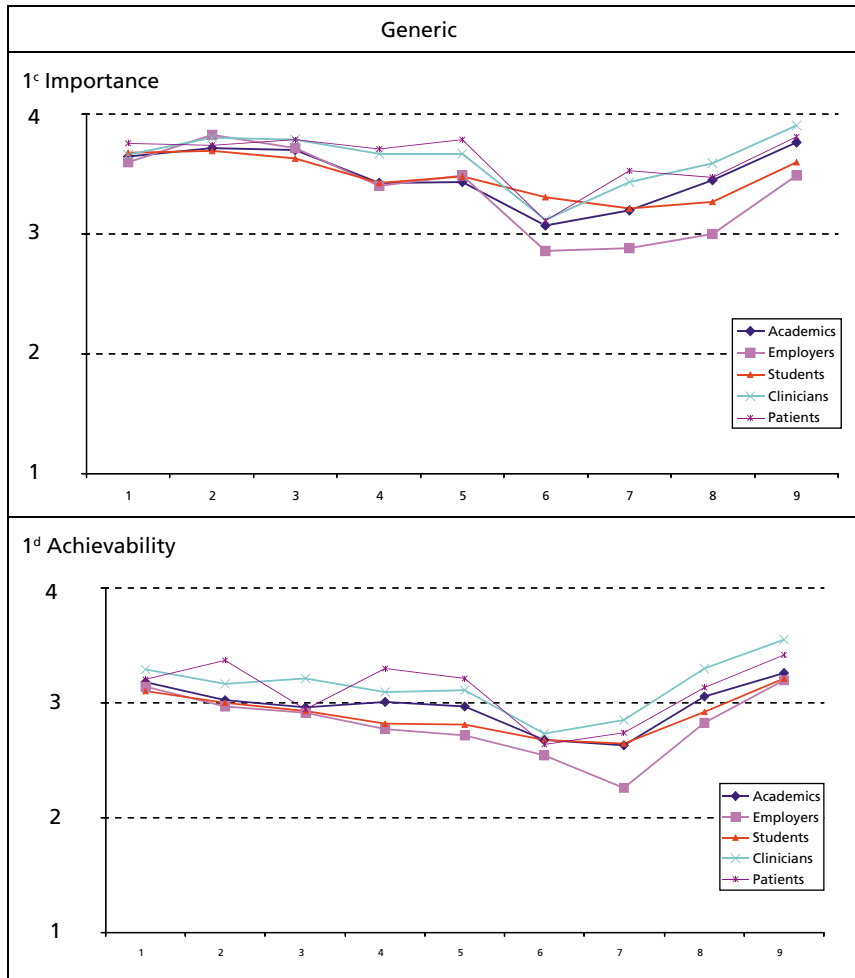 Generic
1ᶜ Importance
4
3
2
1
Academics
Employers
Students
Clinicians
Patients
1 2 3 4 5 6 7 8 9
1ᵈ Achievability
4
3
2
1
Academics
Employers
Students
Clinicians
Patients
1 2 3 4 5 6 7 8 9